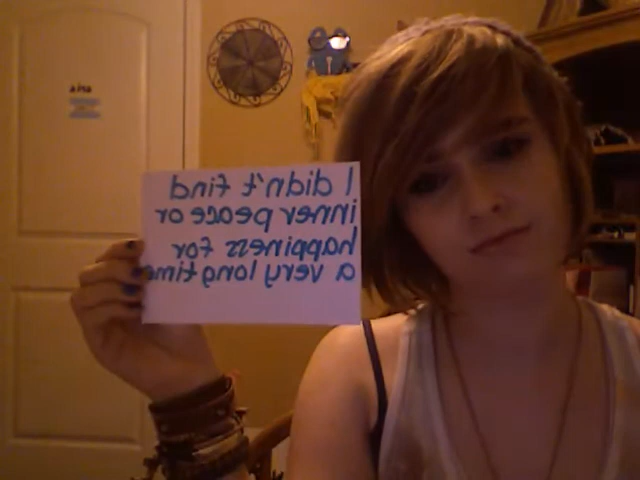 I didn't find
inner peace or
happiness for
a very long time